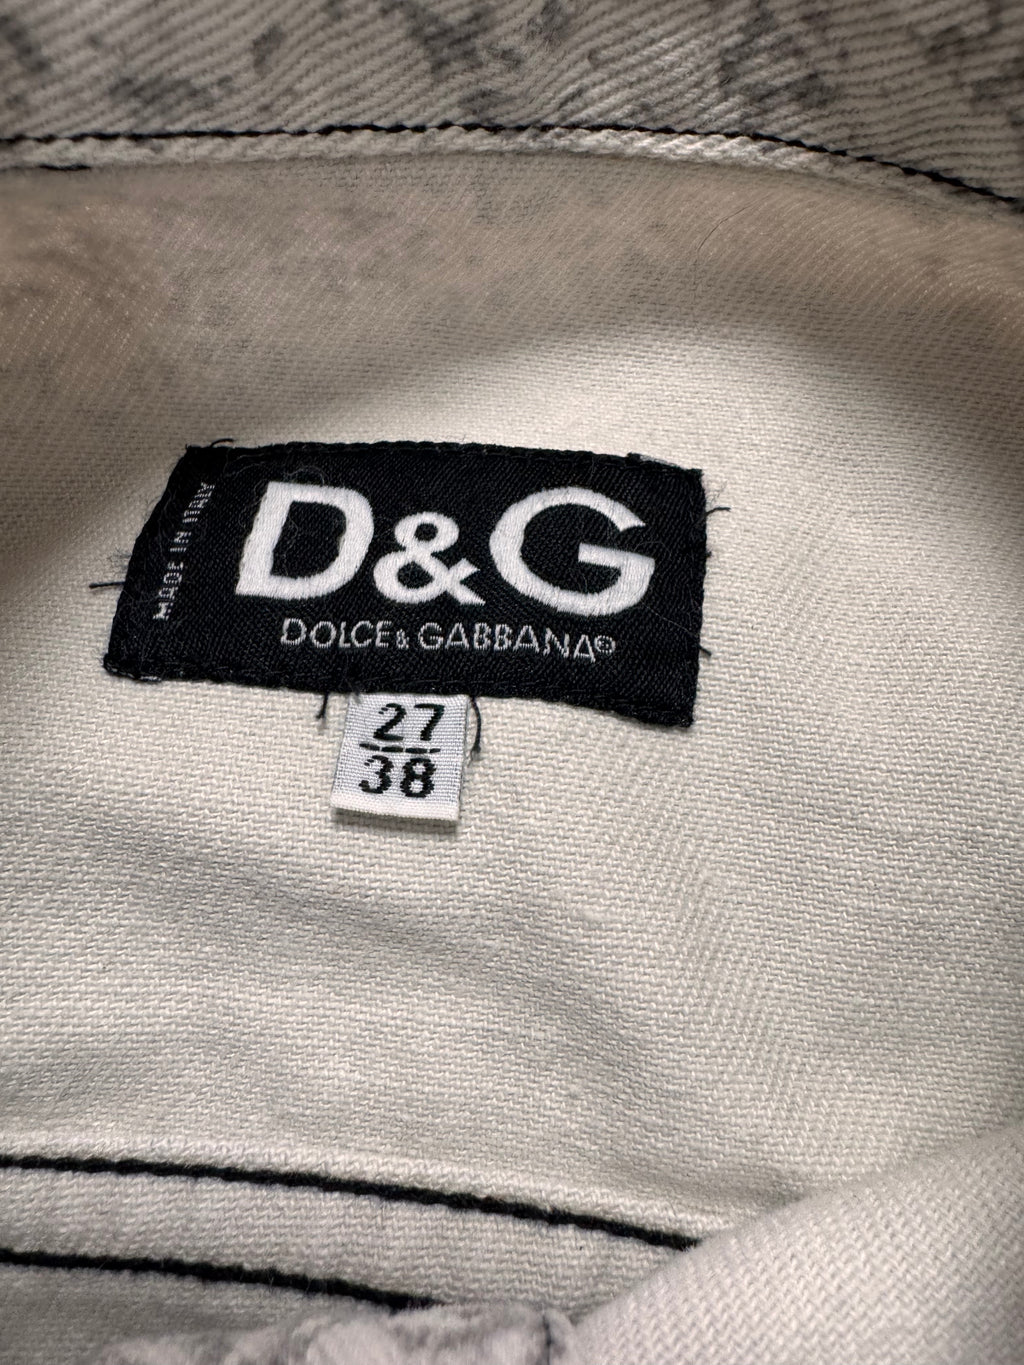 MADE IN ITALY
D&G
DOLCE & GABBANA®
27
38